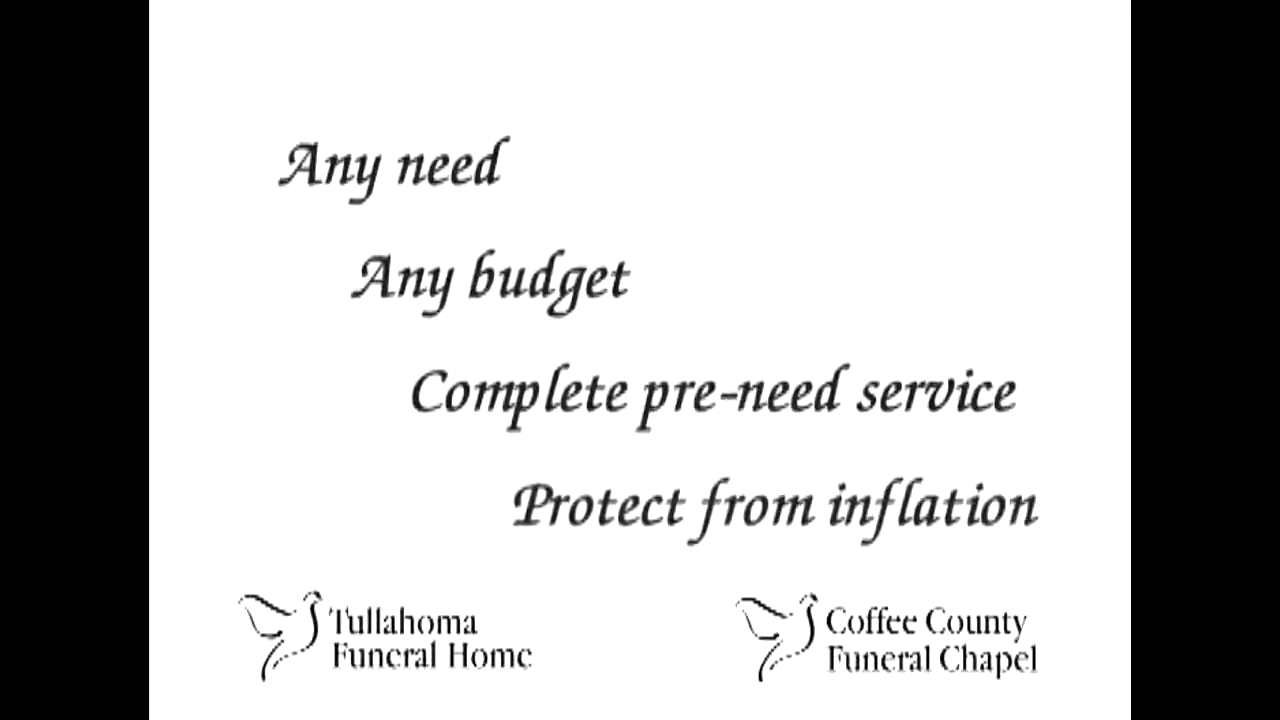 Any need
Any budget
Complete pre-need service
Protect from inflation
Tullahoma
Funeral Home
Coffee County
Funeral Chapel